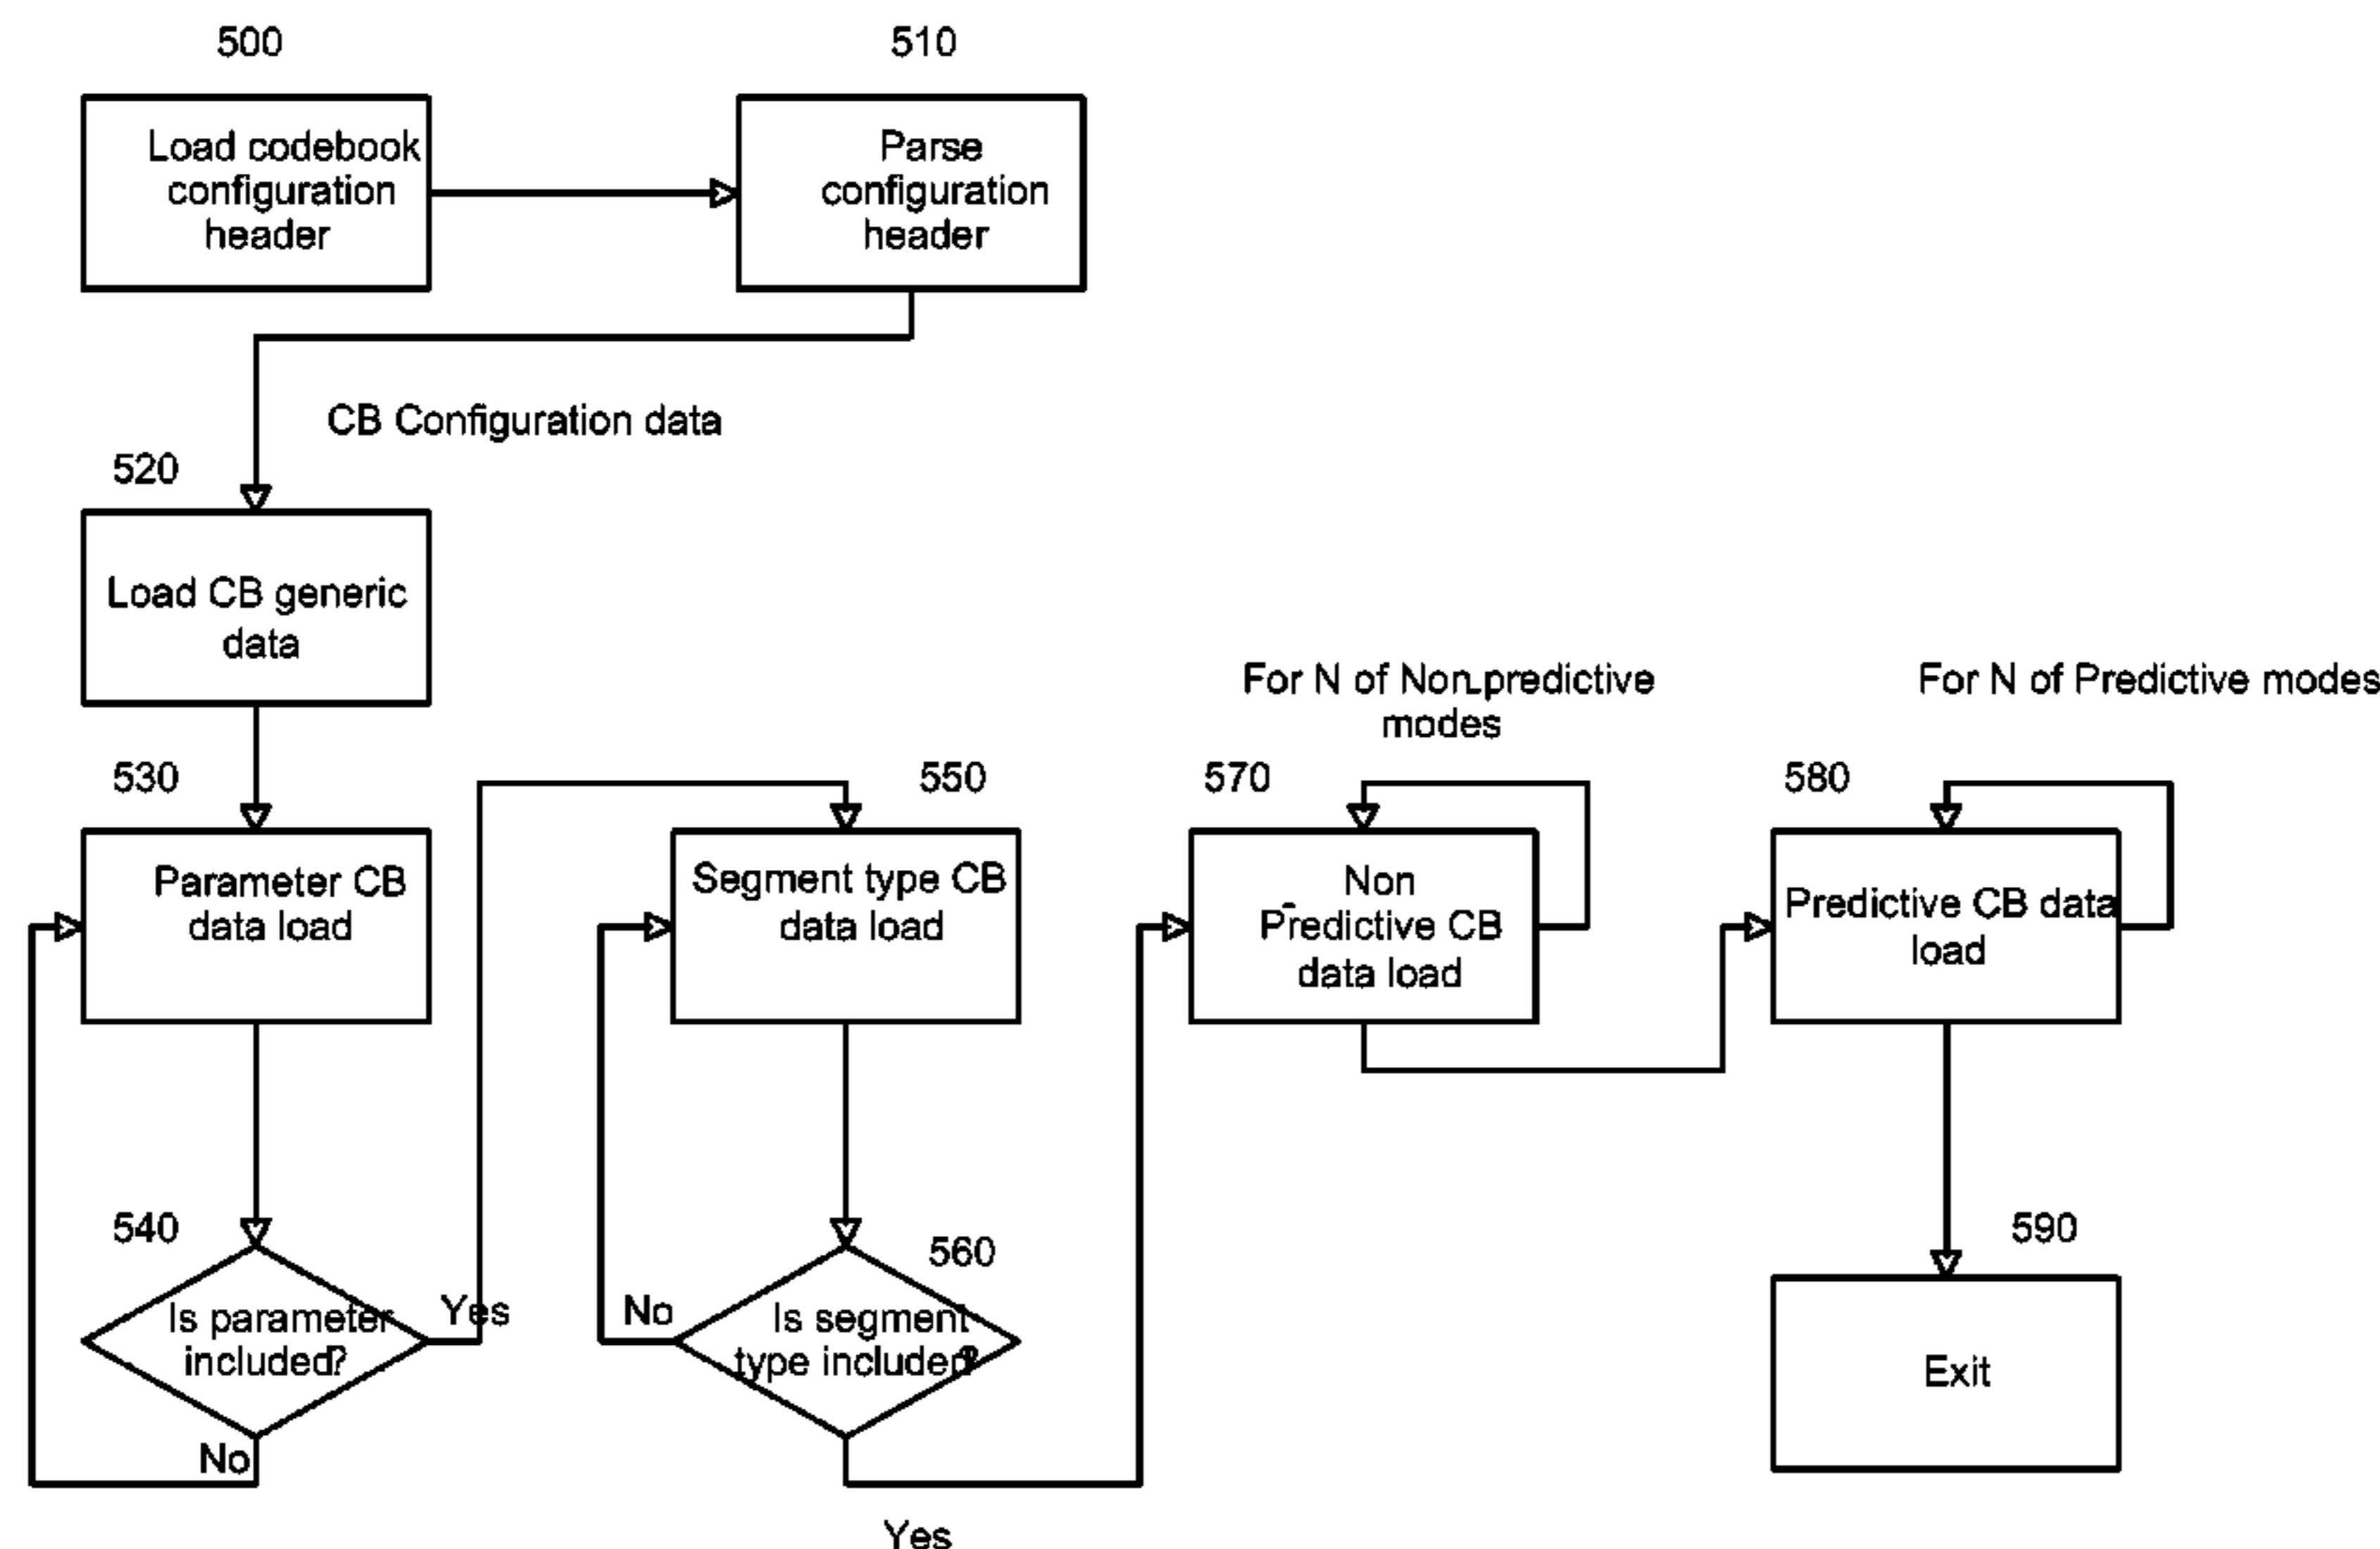 500
510
Load codebook
configuration
header
Parse
configuration
header
CB Configuration data
520
Load CB generic
data
For N of Non-predictive
modes
For N of Predictive modes
530
550
570
580
Parameter CB
data load
Segment type CB
data load
Non
-
Predictive CB
data load
Predictive CB data
load
540
560
590
Is parameter
included?
Yes
No
No
Is segment
type included?
Yes
Exit